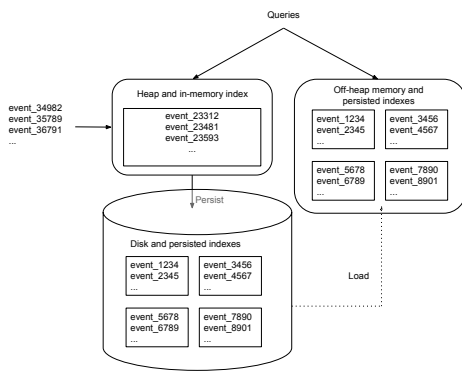 Queries
Heap and in-memory index
event_23312
event_23481
event_23593
...
event_34982
event_35789
event_36791
...
Off-heap memory and
persisted indexes
event_1234
event_2345
...
event_3456
event_4567
...
event_5678
event_6789
...
event_7890
event_8901
...
Persist
Disk and persisted indexes
event_1234
event_2345
...
event_3456
event_4567
...
event_5678
event_6789
...
event_7890
event_8901
...
Load